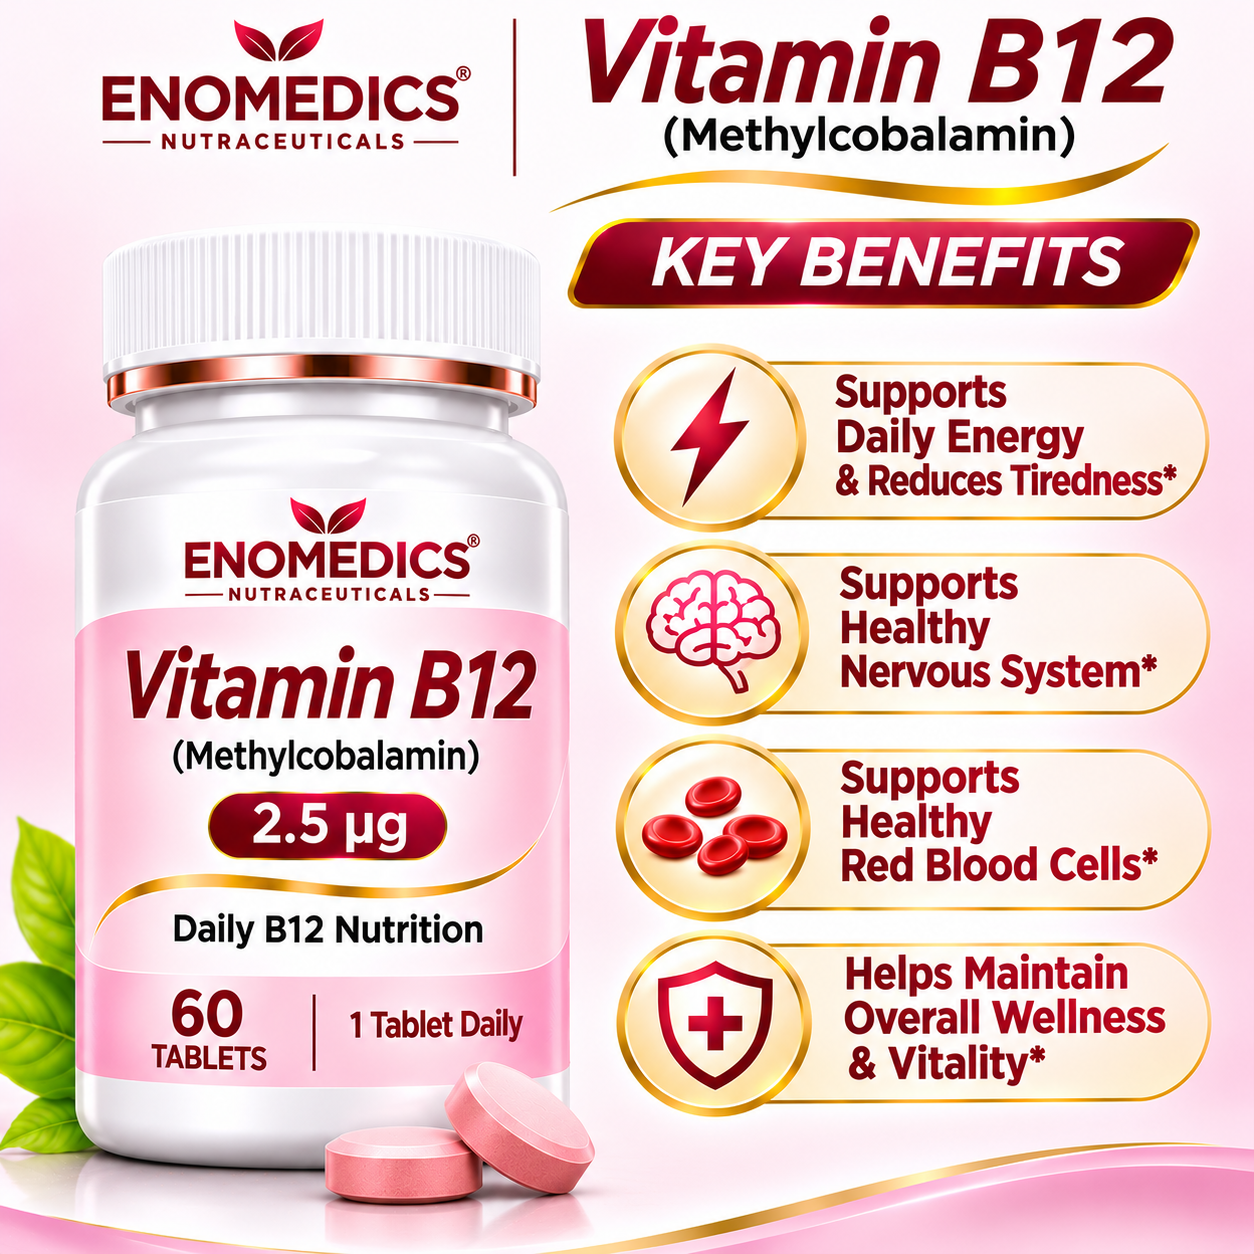 ENOMEDICS®
NUTRACEUTICALS
Vitamin B12
(Methylcobalamin)
KEY BENEFITS
ENOMEDICS®
NUTRACEUTICALS
Vitamin B12
(Methylcobalamin)
2.5 µg
Daily B12 Nutrition
60
TABLETS
1 Tablet Daily
Supports
Daily Energy
& Reduces Tiredness*
Supports
Healthy
Nervous System*
Supports
Healthy
Red Blood Cells*
Helps Maintain
Overall Wellness
& Vitality*